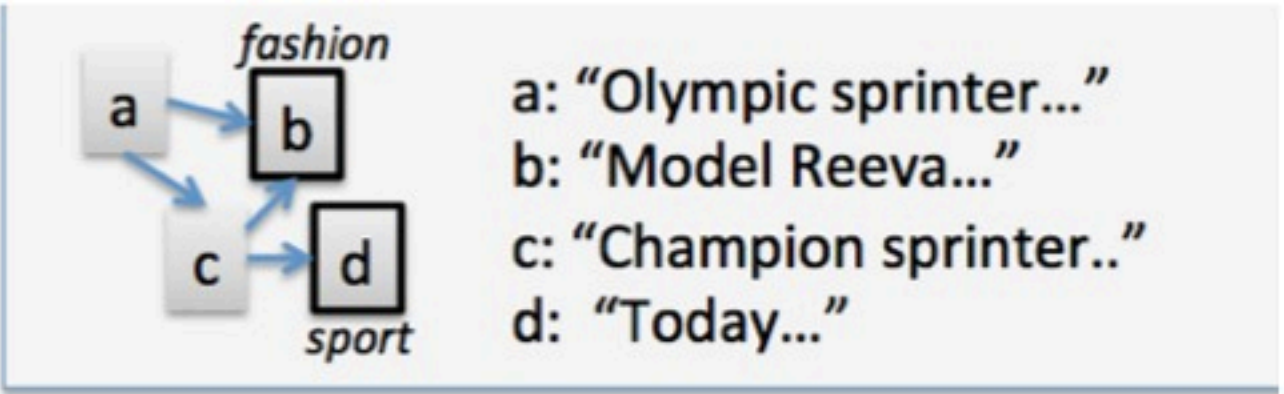 fashion
a
b
c
d
sport
a: “Olympic sprinter...”
b: “Model Reeva...”
c: “Champion sprinter..”
d: “Today...”